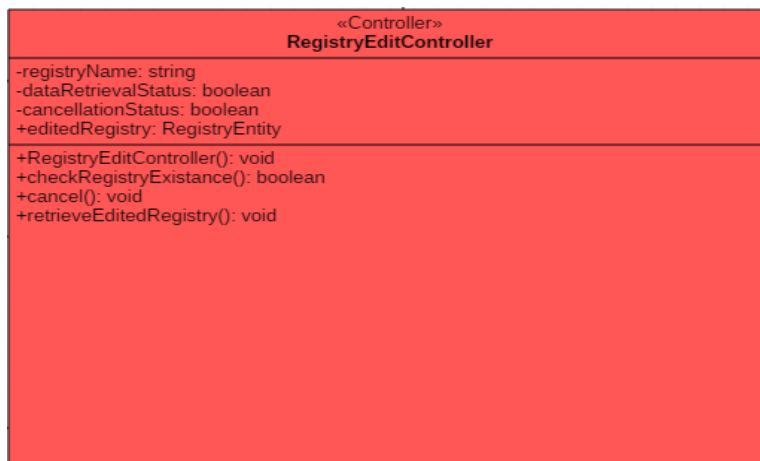 «Controller»
RegistryEditController
-registryName: string
-dataRetrievalStatus: boolean
-cancellationStatus: boolean
+editedRegistry: RegistryEntity
+RegistryEditController(): void
+checkRegistryExistance(): boolean
+cancel(): void
+retrieveEditedRegistry(): void